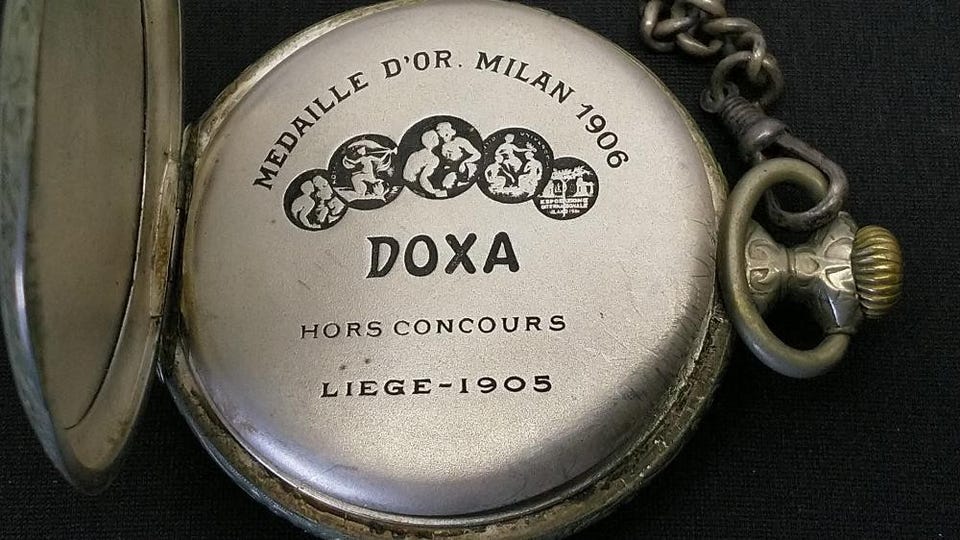 MEDAILLE D'OR. MILAN 1906
DOXA
HORS CONCOURS
LIEGE-1905